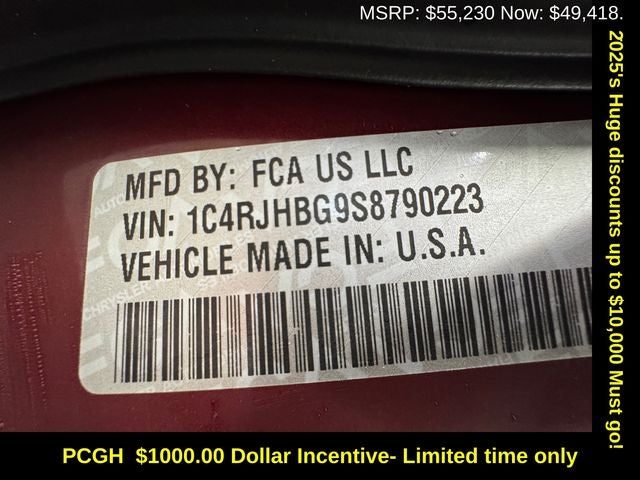 MSRP: $55,230 Now: $49,418.
MFD BY: FCA US LLC
VIN: 1C4RJHBG9S8790223
VEHICLE MADE IN: U.S.A.
2025's Huge discounts up to $10,000 Must go!
PCGH $1000.00 Dollar Incentive- Limited time only